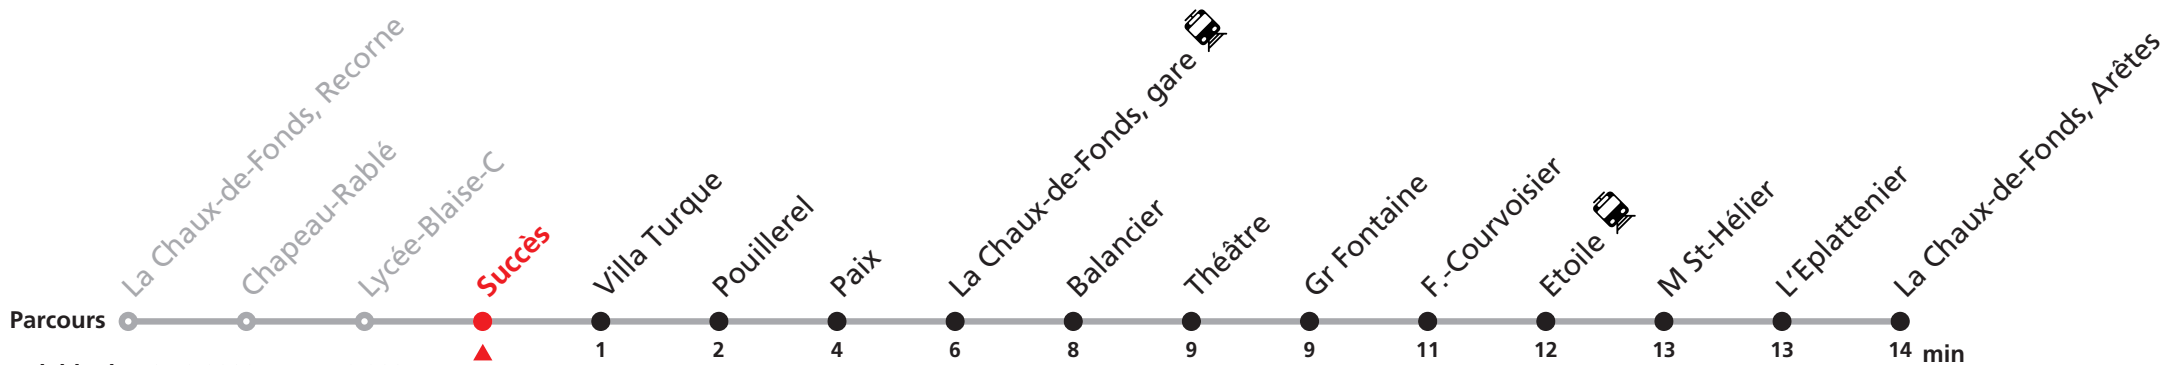 La Chaux-de-Fonds, Recorne
Chapeau-Rablé
Lycée-Blaise-C
Succès
Villa Turque
Pouillerel
Paix
La Chaux-de-Fonds, gare
Balancier
Théâtre
Gr Fontaine
F.-Courvoisier
Etoile
M St-Hélier
L'Eplattenier
La Chaux-de-Fonds, Arêtes
Parcours
1 2 4 6 8 9 9 11 12 13 13 14 min